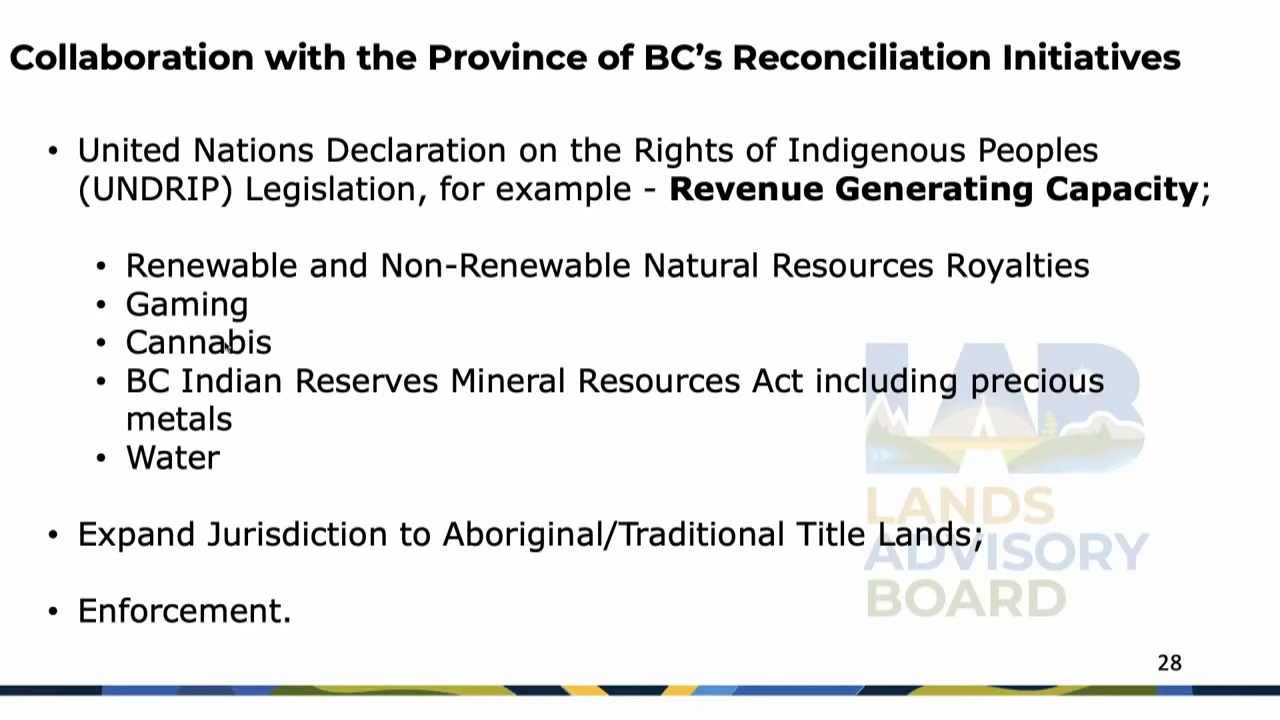 Collaboration with the Province of BC’s Reconciliation Initiatives
• United Nations Declaration on the Rights of Indigenous Peoples
(UNDRIP) Legislation, for example - Revenue Generating Capacity;
• Renewable and Non-Renewable Natural Resources Royalties
• Gaming
• Cannabis
• BC Indian Reserves Mineral Resources Act including precious
metals
• Water
• Expand Jurisdiction to Aboriginal/Traditional Title Lands;
• Enforcement.
LAB
LANDS
ADVISORY
BOARD
28